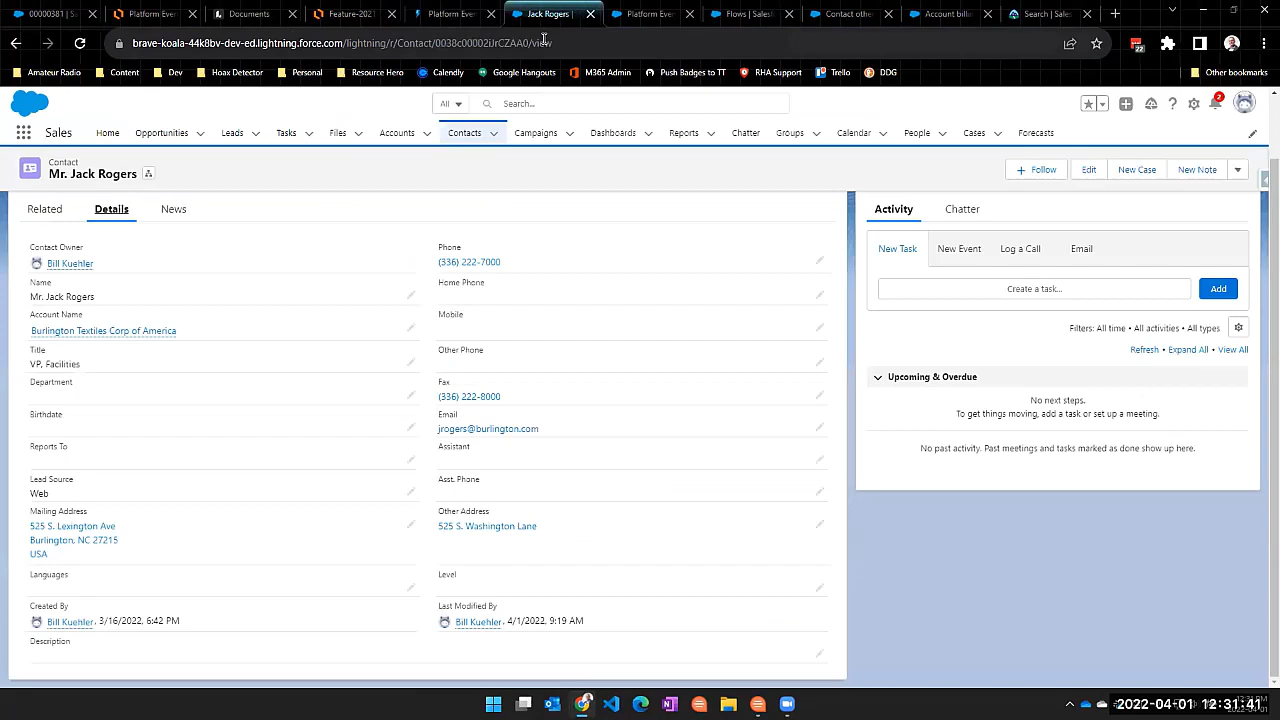 00000381 | S
Platform Eve
Documents
Feature-2021
Platform Ever
Jack Rogers |
Platform Eve
Flows | Salesf
Contact othe
Account billi
Search | Sales
brave-koala-44k8bv-dev-ed.lightning.force.com/lightning/r/Contact/0038c00002iJrCZAA0/view
22
Amateur Radio
Content
Dev
Hoax Detector
Personal
Resource Hero
Calendly
Google Hangouts
M365 Admin
Push Badges to TT
RHA Support
Trello
DDG
Other bookmarks
All
Search...
2
Sales
Home
Opportunities
Leads
Tasks
Files
Accounts
Contacts
Campaigns
Dashboards
Reports
Chatter
Groups
Calendar
People
Cases
Forecasts
Contact
Mr. Jack Rogers
+ Follow
Edit
New Case
New Note
Related
Details
News
Contact Owner
Bill Kuehler
Name
Mr. Jack Rogers
Account Name
Burlington Textiles Corp of America
Title
VP, Facilities
Department
Birthdate
Reports To
Lead Source
Web
Mailing Address
525 S. Lexington Ave
Burlington, NC 27215
USA
Languages
Created By
Bill Kuehler, 3/16/2022, 6:42 PM
Description
Phone
(336) 222-7000
Home Phone
Mobile
Other Phone
Fax
(336) 222-8000
Email
jrogers@burlington.com
Assistant
Asst. Phone
Other Address
525 S. Washington Lane
Level
Last Modified By
Bill Kuehler, 4/1/2022, 9:19 AM
Activity
Chatter
New Task
New Event
Log a Call
Email
Create a task...
Add
Filters: All time • All activities • All types
Refresh • Expand All • View All
Upcoming & Overdue
No next steps.
To get things moving, add a task or set up a meeting.
No past activity. Past meetings and tasks marked as done show up here.
2022-04-01 12:31:41